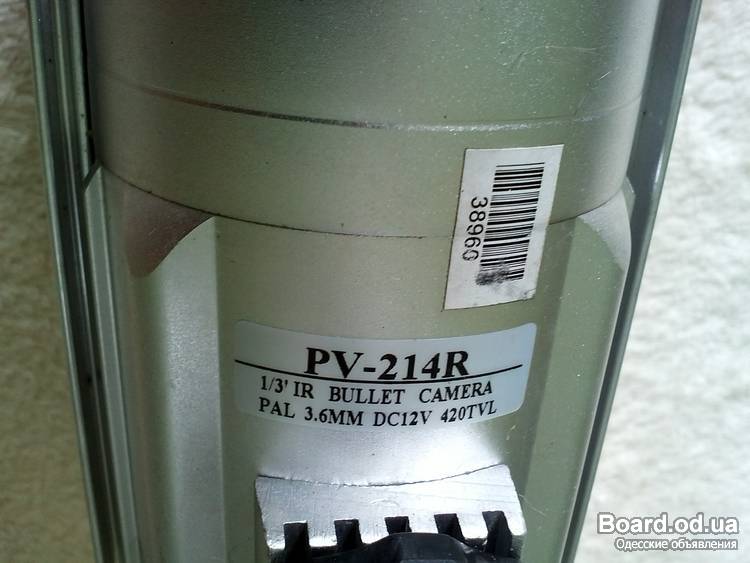 38960
PV-214R
1/3' IR BULLET CAMERA
PAL 3.6MM DC12V 420TVL
Board.od.ua
Одесские объявления